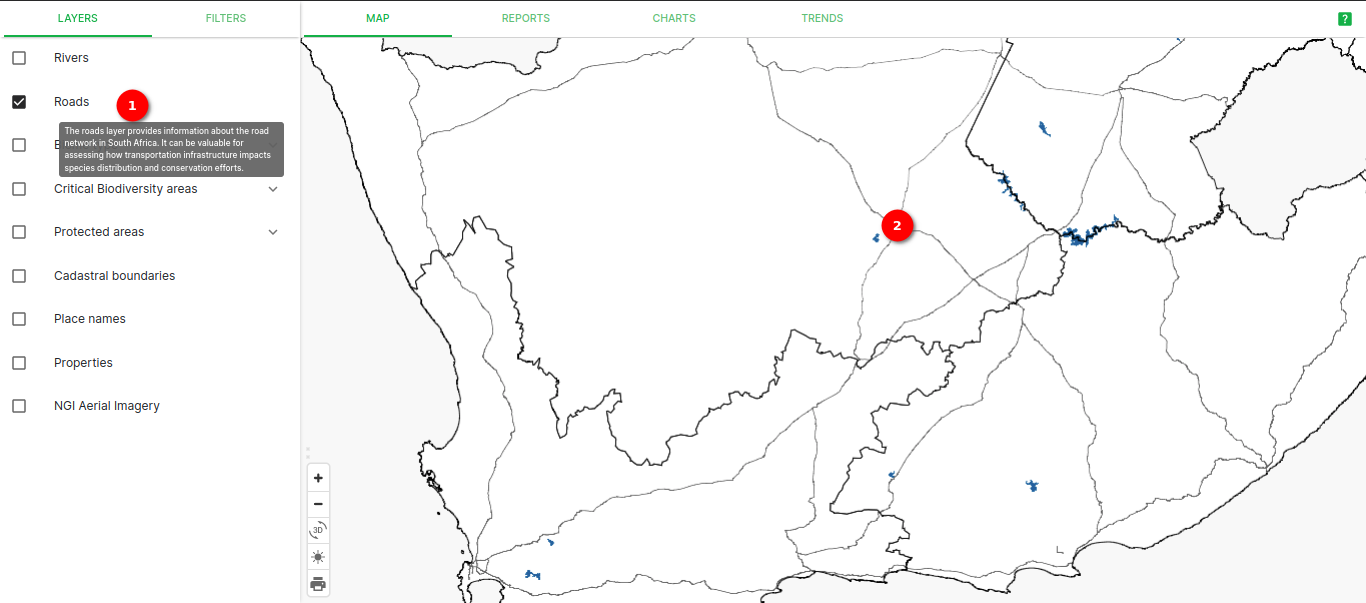 LAYERS
FILTERS
MAP
REPORTS
CHARTS
TRENDS
?
Rivers
Roads
1
The roads layer provides information about the road
network in South Africa. It can be valuable for
assessing how transportation infrastructure impacts
species distribution and conservation efforts.
Critical Biodiversity areas
Protected areas
Cadastral boundaries
Place names
Properties
NGI Aerial Imagery
2
+
−
3D